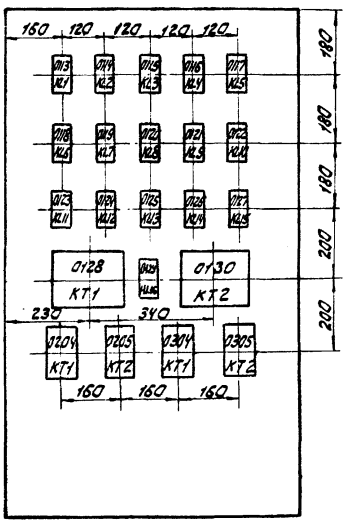 160 120 120 120 120
0113 0114 0115 0116 0117
KL1 KL2 KL3 KL4 KL5
180
0118 0119 0120 0121 0122
KL6 KL7 KL8 KL9 KL10
180
0123 0124 0125 0126 0127
KL11 KL12 KL13 KL14 KL15
180
0128 0129 0130
KT1 KL16 KT2
200
230 340
0204 0205 0304 0305
KT1 KT2 KT1 KT2
200
160 160 160